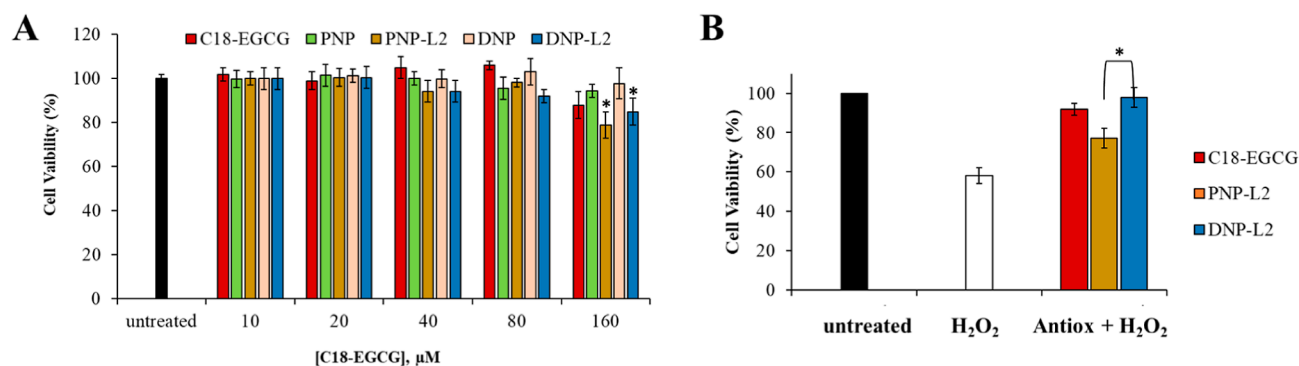 A
C18-EGCG PNP PNP-L2 DNP DNP-L2
Cell Vaibility (%)
120
100
80
60
40
20
0
* *
untreated 10 20 40 80 160
[C18-EGCG], µM
B
Cell Vaibility (%)
100
80
60
40
20
0
*
untreated H₂O₂ Antiox + H₂O₂
C18-EGCG
PNP-L2
DNP-L2